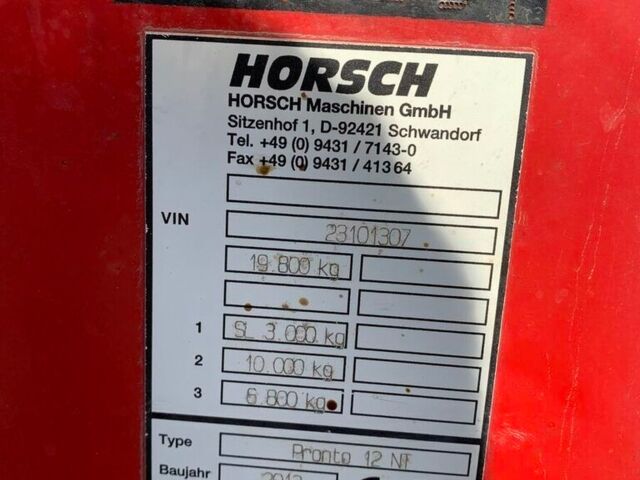 HORSCH
HORSCH Maschinen GmbH
Sitzenhof 1, D-92421 Schwandorf
Tel. +49 (0) 9431 / 7143-0
Fax +49 (0) 9431 / 413 64
VIN 23101307
19.800 kg
1 SL 3.000 kg
2 10.000 kg
3 6.800 kg
Type Pronto 12 NT
Baujahr